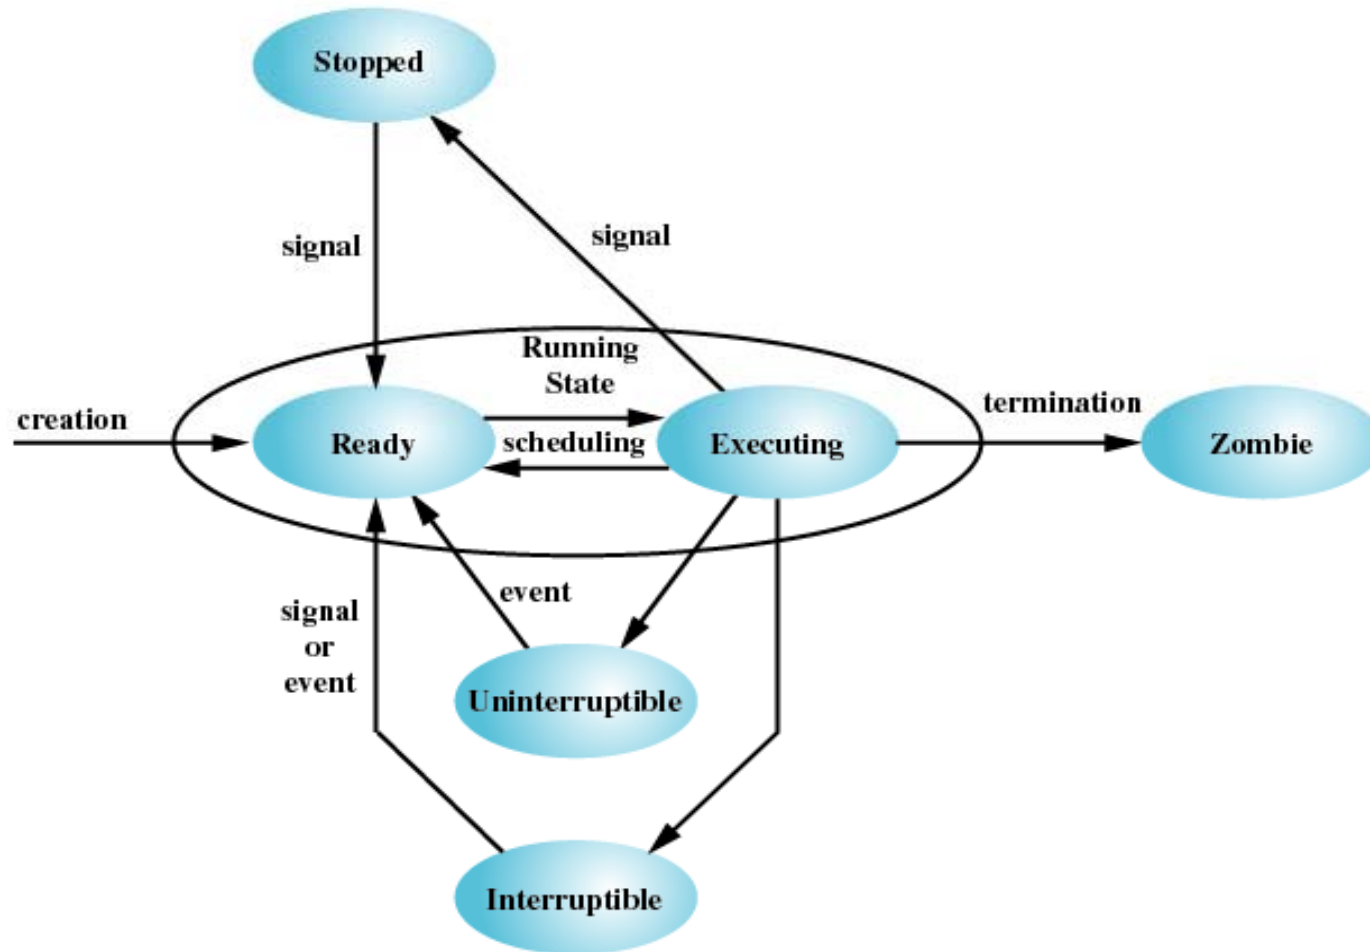 Stopped
signal
signal
Running
State
creation
Ready
scheduling
Executing
termination
Zombie
signal
or
event
event
Uninterruptible
Interruptible